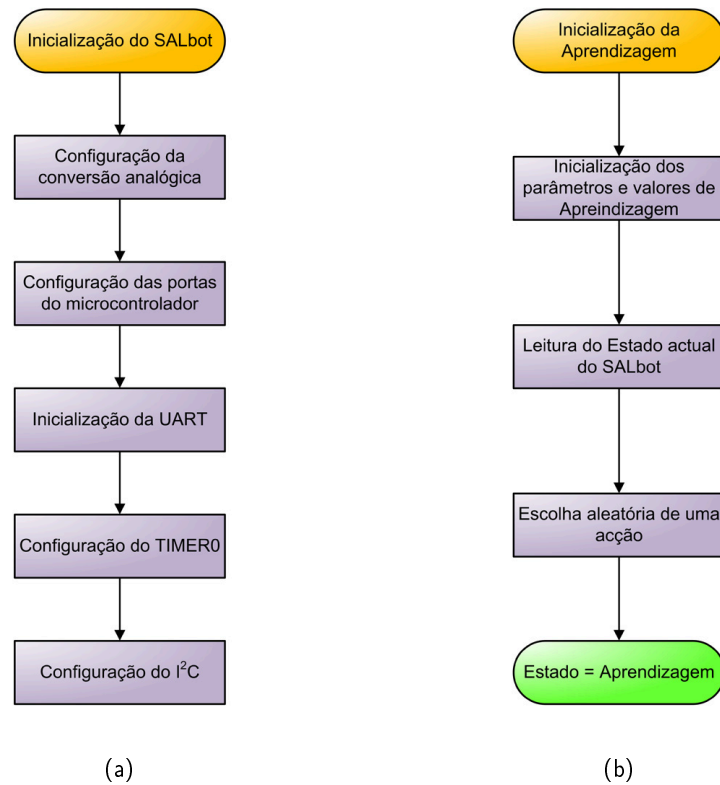 Inicialização do SALbot
Configuração da
conversão analógica
Configuração das portas
do microcontrolador
Inicialização da UART
Configuração do TIMER0
Configuração do I²C
(a)
Inicialização da
Aprendizagem
Inicialização dos
parâmetros e valores de
Apreindizagem
Leitura do Estado actual
do SALbot
Escolha aleatória de uma
acção
Estado = Aprendizagem
(b)